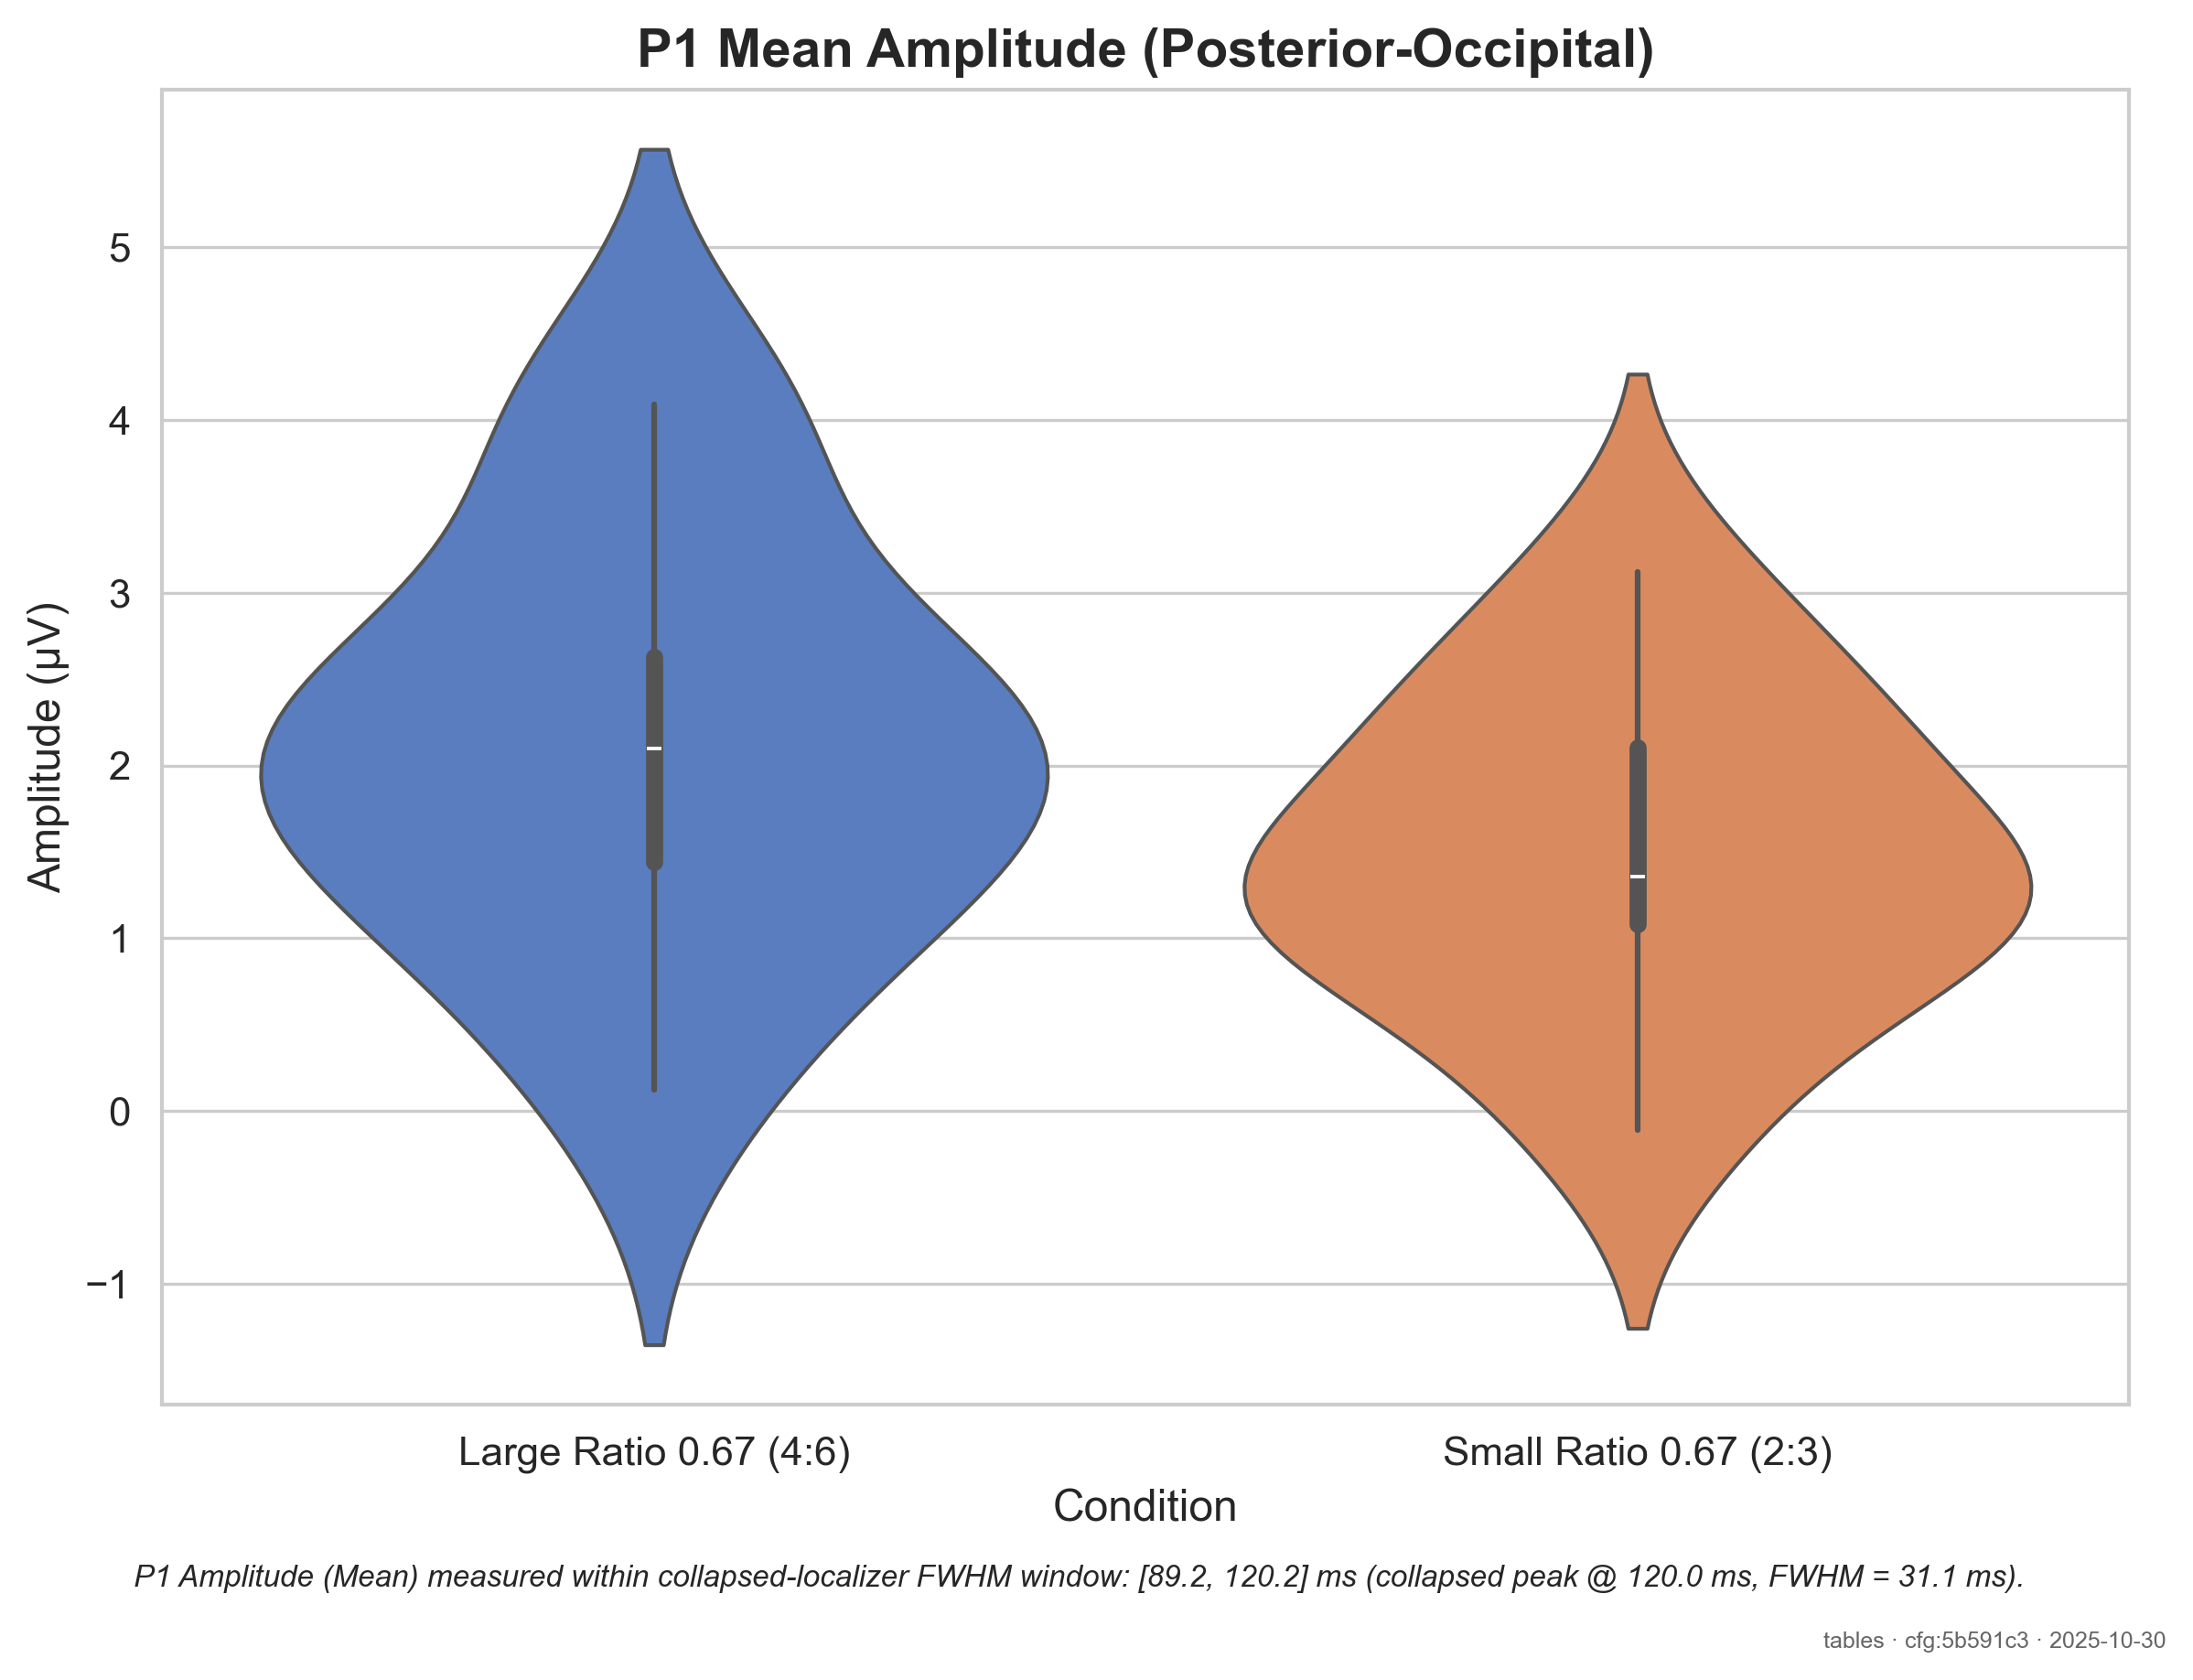 P1 Mean Amplitude (Posterior-Occipital)
Amplitude (µV)
5
4
3
2
1
0
−1
Large Ratio 0.67 (4:6)
Small Ratio 0.67 (2:3)
Condition
P1 Amplitude (Mean) measured within collapsed-localizer FWHM window: [89.2, 120.2] ms (collapsed peak @ 120.0 ms, FWHM = 31.1 ms).
tables · cfg:5b591c3 · 2025-10-30